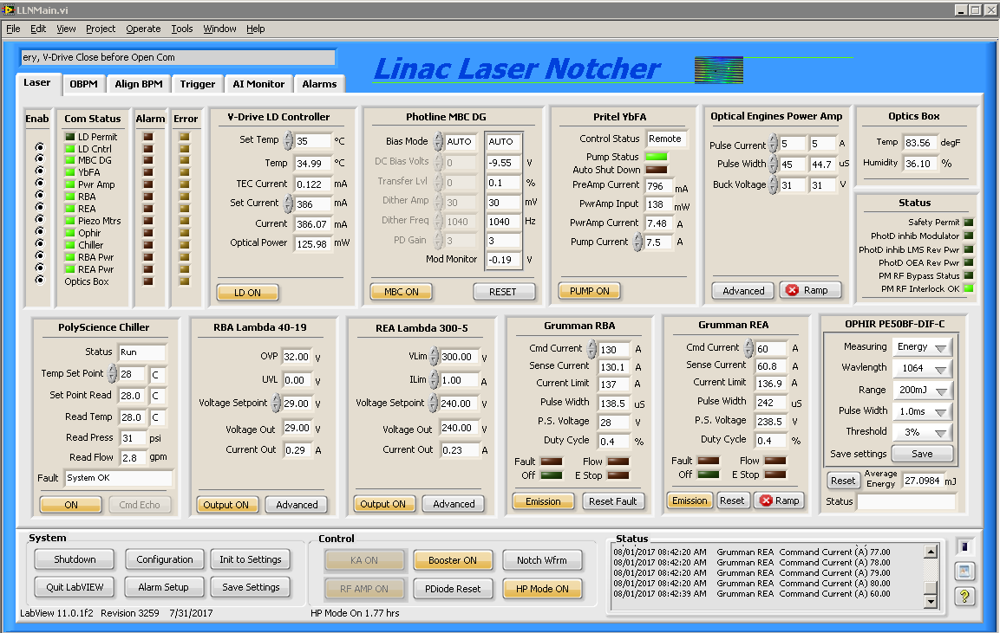 LLNMain.vi
File Edit View Project Operate Tools Window Help
ery, V-Drive Close before Open Com
Linac Laser Notcher
Laser OBPM Align BPM Trigger AI Monitor Alarms
Enab Com Status Alarm Error
LD Permit
LD Cntrl
MBC DG
YbFA
Pwr Amp
RBA
REA
Piezo Mtrs
Ophir
Chiller
RBA Pwr
REA Pwr
Optics Box
V-Drive LD Controller
Set Temp 35 °C
Temp 34.99 °C
TEC Current 0.122 mA
Set Current 386 mA
Current 386.07 mA
Optical Power 125.98 mW
LD ON
Photline MBC DG
Bias Mode AUTO AUTO
DC Bias Volts 0 -9.55 V
Transfer Lvl 0 0.1 %
Dither Amp 30 30 mV
Dither Freq 1040 1040 Hz
PD Gain 3 3
Mod Monitor -0.19 V
MBC ON RESET
Pritel YbFA
Control Status Remote
Pump Status
Auto Shut Down
PreAmp Current 796 mA
PwrAmp Input 138 mW
PwrAmp Current 7.48 A
Pump Current 7.5 A
PUMP ON
Optical Engines Power Amp
Pulse Current 5 5 A
Pulse Width 45 44.7 uS
Buck Voltage 31 31 V
Advanced Ramp
Optics Box
Temp 83.56 degF
Humidity 36.10 %
Status
Safety Permit
PhotD inhib Modulator
PhotD inhib LMS Rev Pwr
PhotD OEA Rev Pwr
PM RF Bypass Status
PM RF Interlock OK
PolyScience Chiller
Status Run
Temp Set Point 28 C
Set Point Read 28.0 C
Read Temp 28.0 C
Read Press 31 psi
Read Flow 2.8 gpm
Fault System OK
ON Cmd Echo
RBA Lambda 40-19
OVP 32.00 V
UVL 0.00 V
Voltage Setpoint 29.00 V
Voltage Out 29.00 V
Current Out 0.29 A
Output ON Advanced
REA Lambda 300-5
VLim 300.00 V
ILim 1.00 A
Voltage Setpoint 240.00 V
Voltage Out 240.00 V
Current Out 0.23 A
Output ON Advanced
Grumman RBA
Cmd Current 130 A
Sense Current 130.1 A
Current Limit 137 A
Pulse Width 138.5 uS
P.S. Voltage 28 V
Duty Cycle 0.4 %
Fault Flow
Off E Stop
Emission Reset Fault
Grumman REA
Cmd Current 60 A
Sense Current 60.8 A
Current Limit 136.9 A
Pulse Width 242 uS
P.S. Voltage 238.5 V
Duty Cycle 0.4 %
Fault Flow
Off E Stop
Emission Reset Ramp
OPHIR PE50BF-DIF-C
Measuring Energy
Wavlength 1064
Range 200mJ
Pulse Width 1.0ms
Threshold 3%
Save settings Save
Reset Average Energy 27.0984 mJ
Status
System
Shutdown Configuration Init to Settings
Quit LabVIEW Alarm Setup Save Settings
LabView 11.0.1f2 Revision 3259 7/31/2017
Control
KA ON Booster ON Notch Wfrm
RF AMP ON PDiode Reset HP Mode ON
HP Mode On 1.77 hrs
Status
08/01/2017 08:42:20 AM Grumman REA Command Current (A) 77.00
08/01/2017 08:42:20 AM Grumman REA Command Current (A) 78.00
08/01/2017 08:42:20 AM Grumman REA Command Current (A) 79.00
08/01/2017 08:42:20 AM Grumman REA Command Current (A) 80.00
08/01/2017 08:42:39 AM Grumman REA Command Current (A) 60.00